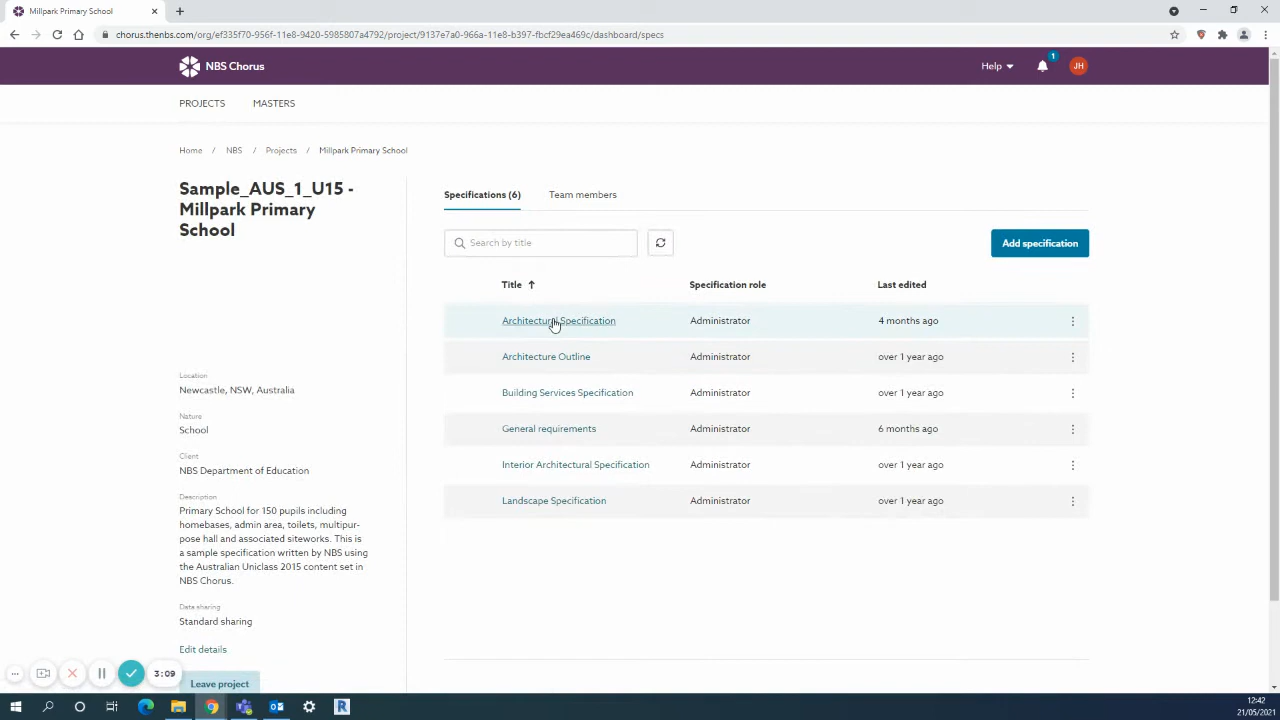 Millpark Primary School
chorus.thenbs.com/org/ef335f70-956f-11e8-9420-5985807a4792/project/9137e7a0-966a-11e8-b397-fbcf29ea469c/dashboard/specs
NBS Chorus
Help
1
JH
PROJECTS
MASTERS
Home / NBS / Projects / Millpark Primary School
Sample_AUS_1_U15 -
Millpark Primary
School
Location
Newcastle, NSW, Australia
Nature
School
Client
NBS Department of Education
Description
Primary School for 150 pupils including
homebases, admin area, toilets, multipur-
pose hall and associated siteworks. This is
a sample specification written by NBS using
the Australian Uniclass 2015 content set in
NBS Chorus.
Data sharing
Standard sharing
Edit details
Leave project
Specifications (6)
Team members
Search by title
Add specification
Title Specification role Last edited
Architectural Specification Administrator 4 months ago
Architecture Outline Administrator over 1 year ago
Building Services Specification Administrator over 1 year ago
General requirements Administrator 6 months ago
Interior Architectural Specification Administrator over 1 year ago
Landscape Specification Administrator over 1 year ago
3:09
R
12:42
21/05/2021